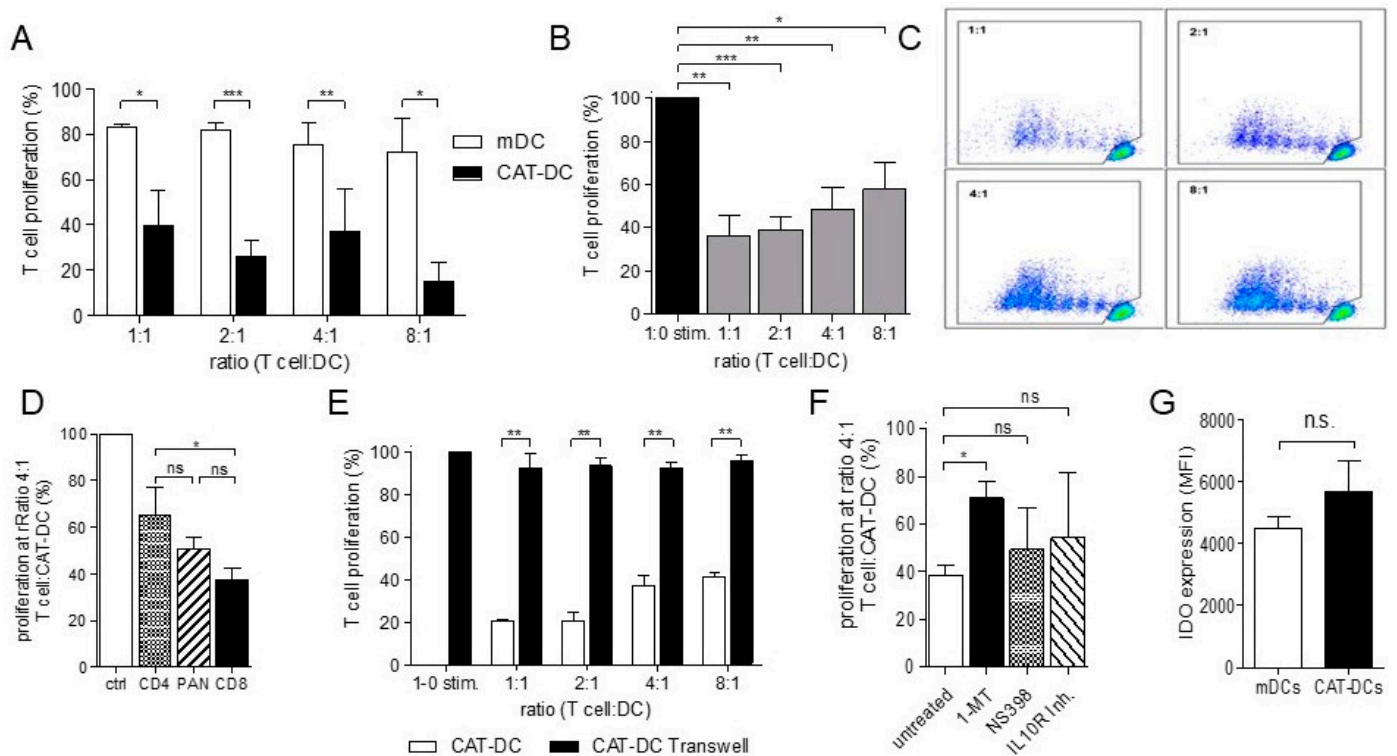 A
T cell proliferation (%)
100
80
60
40
20
0
*
***
**
*
1:1
2:1
4:1
8:1
ratio (T cell:DC)
mDC
CAT-DC
B
T cell proliferation (%)
100
80
60
40
20
0
*
**
***
**
1:0 stim.
1:1
2:1
4:1
8:1
ratio (T cell:DC)
C
1:1
2:1
4:1
8:1
D
proliferation at rRatio 4:1
T cell:CAT-DC (%)
100
80
60
40
20
0
*
ns
ns
ctrl
CD4
PAN
CD8
E
T cell proliferation (%)
100
80
60
40
20
0
**
**
**
**
1-0 stim.
1:1
2:1
4:1
8:1
ratio (T cell:DC)
CAT-DC
CAT-DC Transwell
F
proliferation at ratio 4:1
T cell:CAT-DC (%)
100
80
60
40
20
0
ns
ns
*
untreated
1-MT
NS398
IL10R Inh.
G
IDO expression (MFI)
8000
6000
4000
2000
0
n.s.
mDCs
CAT-DCs